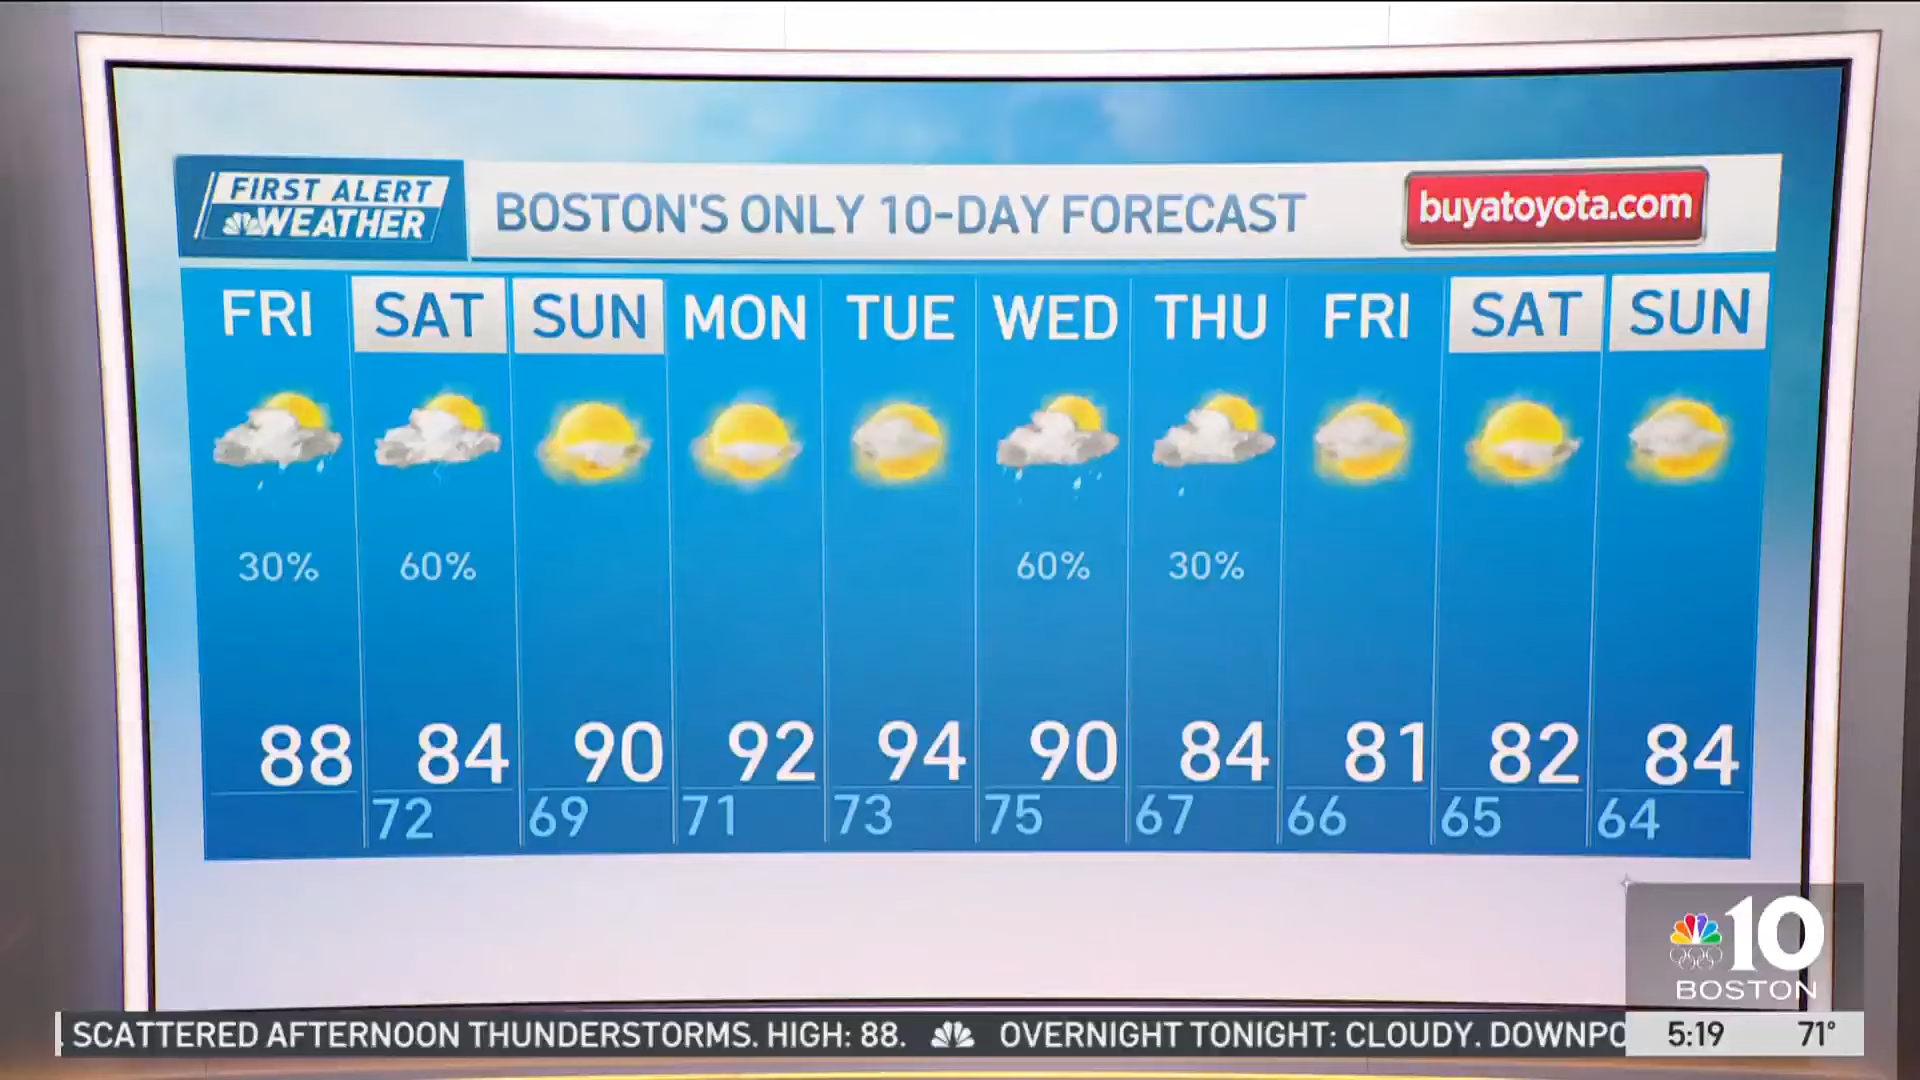 FIRST ALERT
WEATHER
BOSTON'S ONLY 10-DAY FORECAST
buyatoyota.com
FRI SAT SUN MON TUE WED THU FRI SAT SUN
30% 60% 60% 30%
88 84 90 92 94 90 84 81 82 84
72 69 71 73 75 67 66 65 64
10
BOSTON
. SCATTERED AFTERNOON THUNDERSTORMS. HIGH: 88. OVERNIGHT TONIGHT: CLOUDY. DOWNPO
5:19 71°